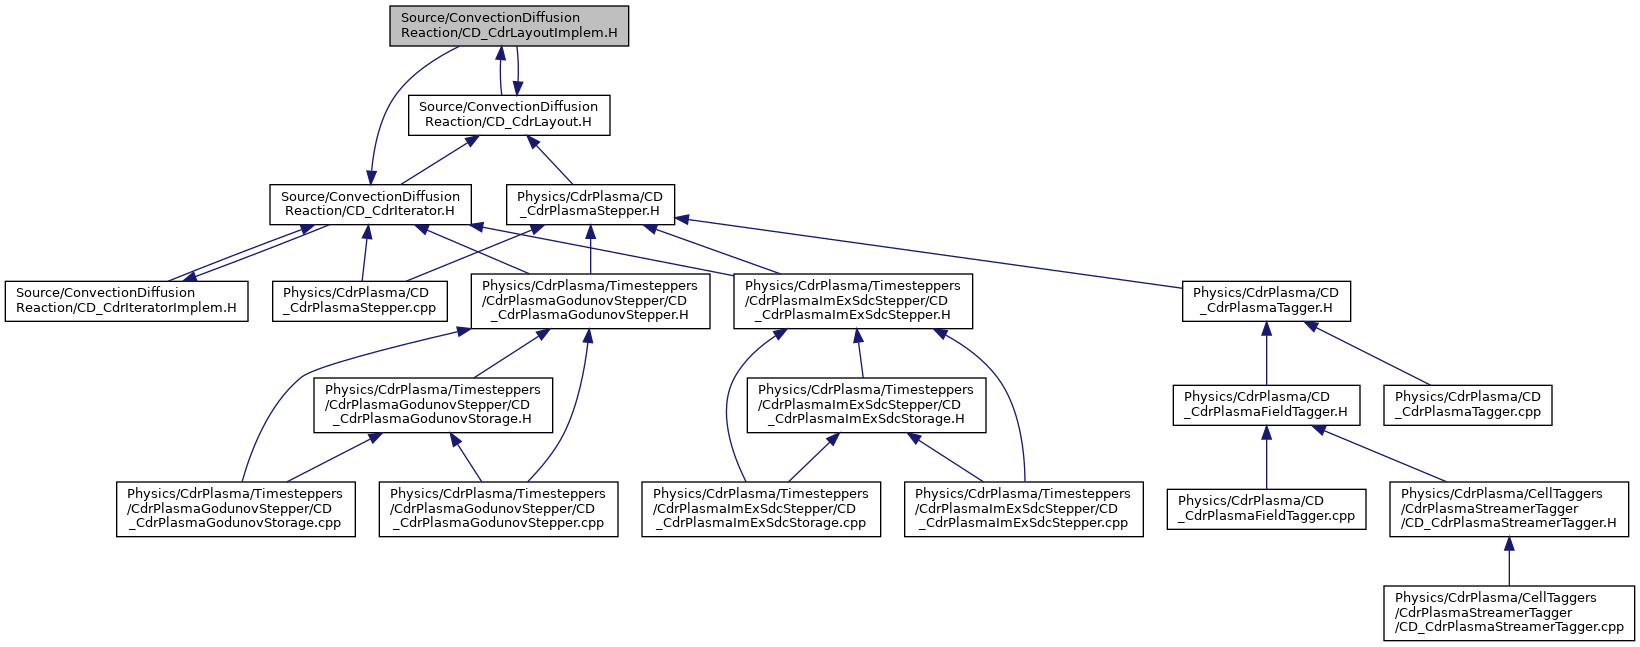 Source/ConvectionDiffusion
Reaction/CD_CdrLayoutImplem.H
Source/ConvectionDiffusion
Reaction/CD_CdrLayout.H
Source/ConvectionDiffusion
Reaction/CD_CdrIterator.H
Physics/CdrPlasma/CD
_CdrPlasmaStepper.H
Source/ConvectionDiffusion
Reaction/CD_CdrIteratorImplem.H
Physics/CdrPlasma/CD
_CdrPlasmaStepper.cpp
Physics/CdrPlasma/Timesteppers
/CdrPlasmaGodunovStepper/CD
_CdrPlasmaGodunovStepper.H
Physics/CdrPlasma/Timesteppers
/CdrPlasmaImExSdcStepper/CD
_CdrPlasmaImExSdcStepper.H
Physics/CdrPlasma/CD
_CdrPlasmaTagger.H
Physics/CdrPlasma/Timesteppers
/CdrPlasmaGodunovStepper/CD
_CdrPlasmaGodunovStorage.H
Physics/CdrPlasma/Timesteppers
/CdrPlasmaImExSdcStepper/CD
_CdrPlasmaImExSdcStorage.H
Physics/CdrPlasma/CD
_CdrPlasmaFieldTagger.H
Physics/CdrPlasma/CD
_CdrPlasmaTagger.cpp
Physics/CdrPlasma/Timesteppers
/CdrPlasmaGodunovStepper/CD
_CdrPlasmaGodunovStorage.cpp
Physics/CdrPlasma/Timesteppers
/CdrPlasmaGodunovStepper/CD
_CdrPlasmaGodunovStepper.cpp
Physics/CdrPlasma/Timesteppers
/CdrPlasmaImExSdcStepper/CD
_CdrPlasmaImExSdcStorage.cpp
Physics/CdrPlasma/Timesteppers
/CdrPlasmaImExSdcStepper/CD
_CdrPlasmaImExSdcStepper.cpp
Physics/CdrPlasma/CD
_CdrPlasmaFieldTagger.cpp
Physics/CdrPlasma/CellTaggers
/CdrPlasmaStreamerTagger
/CD_CdrPlasmaStreamerTagger.H
Physics/CdrPlasma/CellTaggers
/CdrPlasmaStreamerTagger
/CD_CdrPlasmaStreamerTagger.cpp